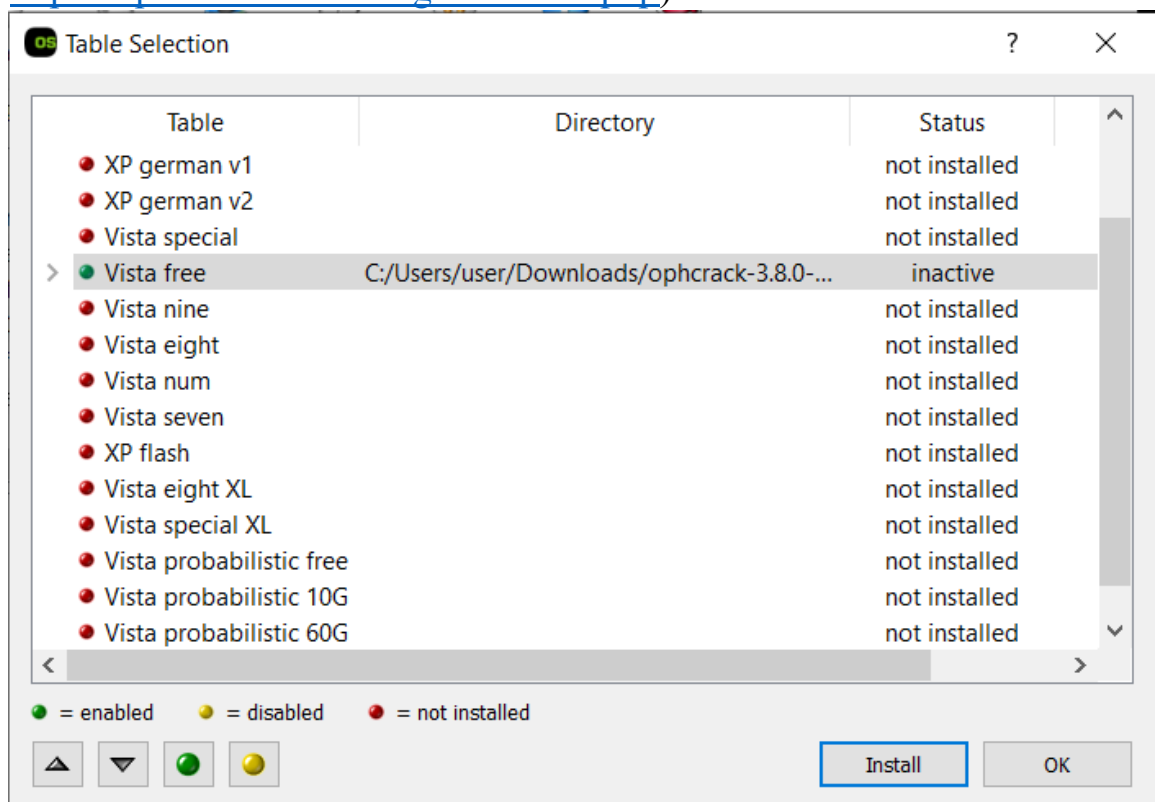 OS Table Selection ? ×
Table Directory Status
XP german v1 not installed
XP german v2 not installed
Vista special not installed
Vista free C:/Users/user/Downloads/ophcrack-3.8.0-... inactive
Vista nine not installed
Vista eight not installed
Vista num not installed
Vista seven not installed
XP flash not installed
Vista eight XL not installed
Vista special XL not installed
Vista probabilistic free not installed
Vista probabilistic 10G not installed
Vista probabilistic 60G not installed
= enabled = disabled = not installed
Install OK